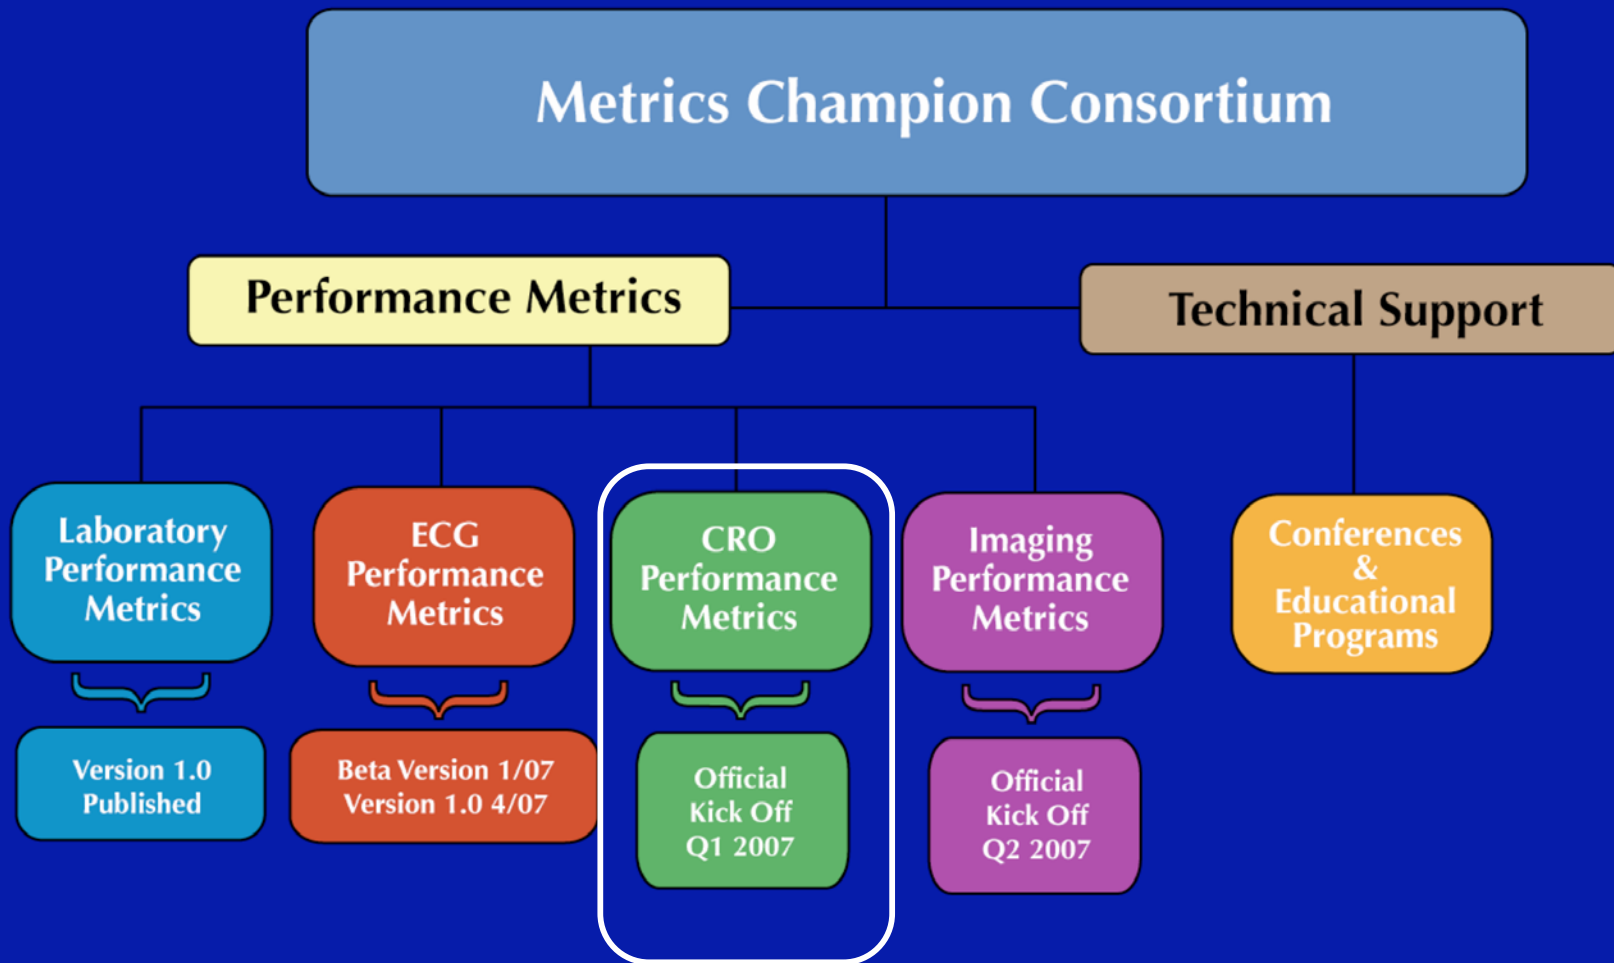 Metrics Champion Consortium
Performance Metrics
Technical Support
Laboratory
Performance
Metrics
ECG
Performance
Metrics
CRO
Performance
Metrics
Imaging
Performance
Metrics
Conferences
&
Educational
Programs
Version 1.0
Published
Beta Version 1/07
Version 1.0 4/07
Official
Kick Off
Q1 2007
Official
Kick Off
Q2 2007